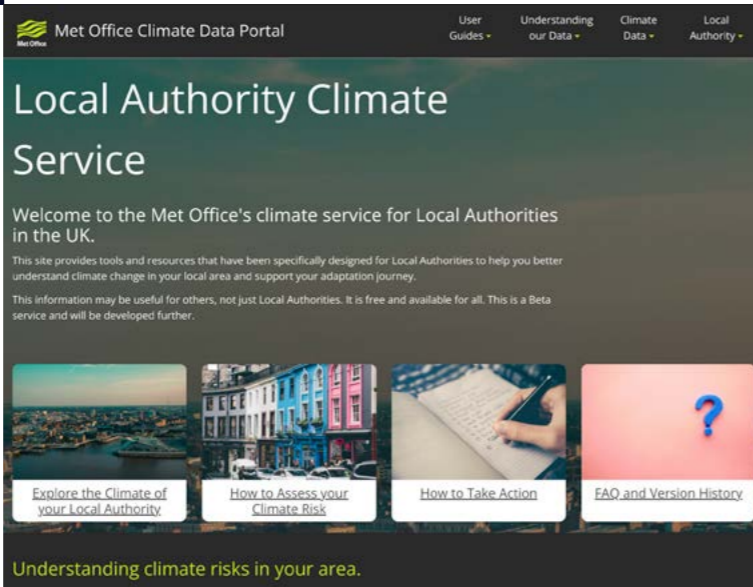 Met Office
Met Office Climate Data Portal
User
Guides
Understanding
our Data
Climate
Data
Local
Authority
Local Authority Climate
Service
Welcome to the Met Office's climate service for Local Authorities
in the UK.
This site provides tools and resources that have been specifically designed for Local Authorities to help you better
understand climate change in your local area and support your adaptation journey.
This information may be useful for others, not just Local Authorities. It is free and available for all. This is a Beta
service and will be developed further.
Explore the Climate of
your Local Authority
How to Assess your
Climate Risk
How to Take Action
FAQ and Version History
Understanding climate risks in your area.